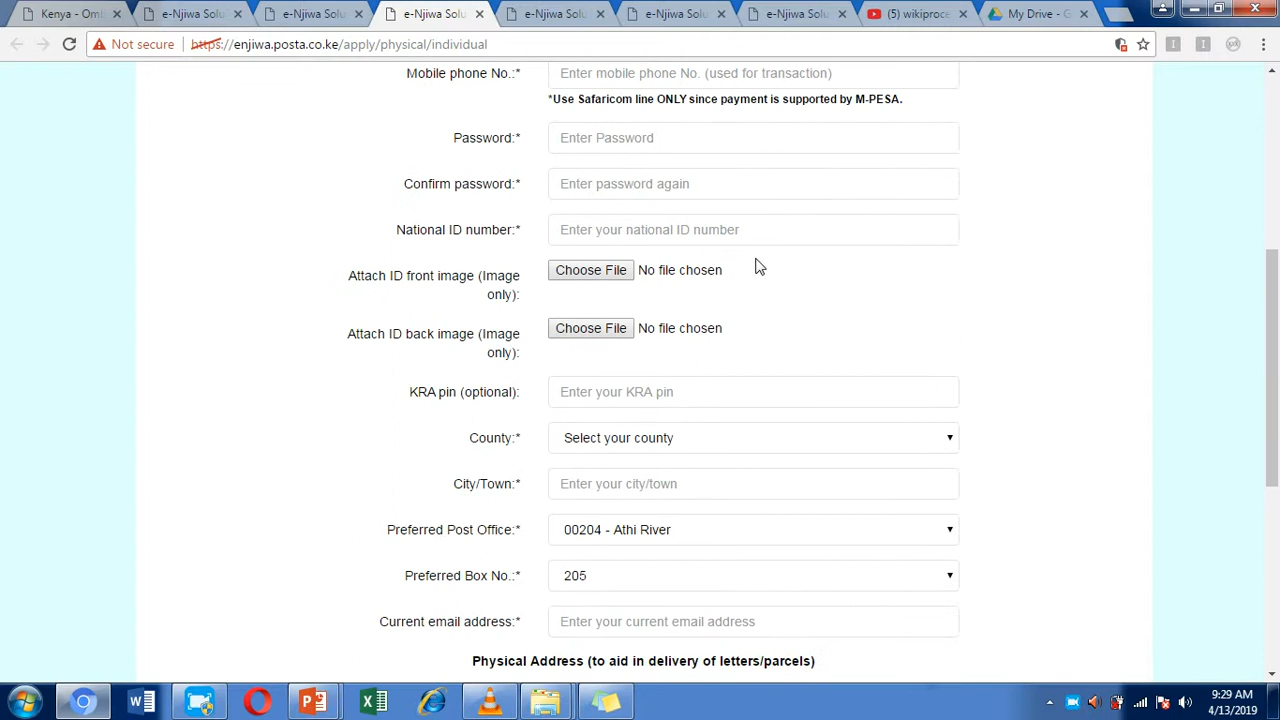 Kenya - Omb
e-Njiwa Solu
e-Njiwa Solu
e-Njiwa Solu
e-Njiwa Solu
e-Njiwa Solu
e-Njiwa Solu
(5) wikiproce
My Drive - G
Not secure
https://enjiwa.posta.co.ke/apply/physical/individual
Mobile phone No.:* Enter mobile phone No. (used for transaction)
*Use Safaricom line ONLY since payment is supported by M-PESA.
Password:* Enter Password
Confirm password:* Enter password again
National ID number:* Enter your national ID number
Attach ID front image (Image only): Choose File No file chosen
Attach ID back image (Image only): Choose File No file chosen
KRA pin (optional): Enter your KRA pin
County:* Select your county
City/Town:* Enter your city/town
Preferred Post Office:* 00204 - Athi River
Preferred Box No.:* 205
Current email address:* Enter your current email address
Physical Address (to aid in delivery of letters/parcels)
9:29 AM
4/13/2019